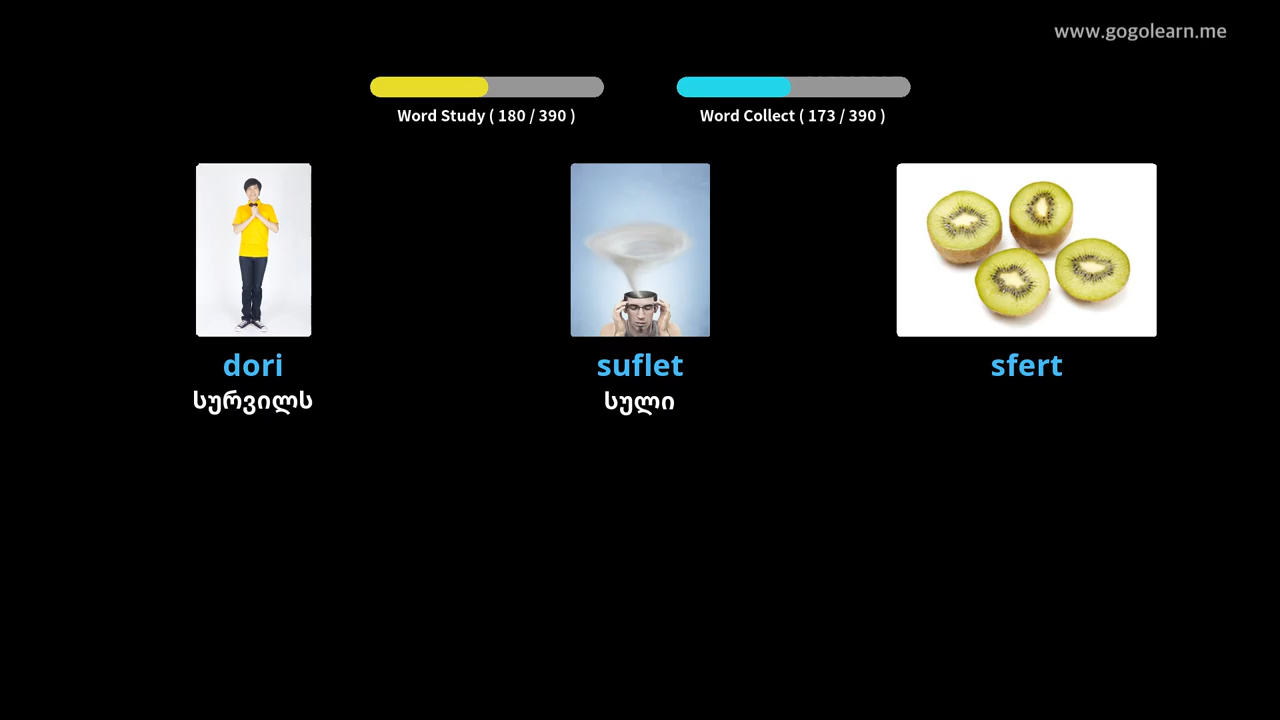 www.gogolearn.me
Word Study ( 180 / 390 )
Word Collect ( 173 / 390 )
dori
suflet
sfert
სურვილს
სული